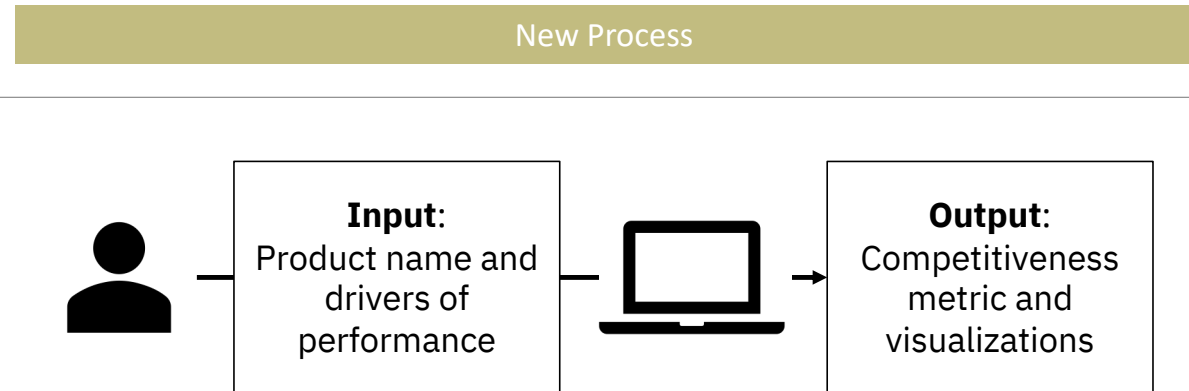 New Process
Input:
Product name and
drivers of
performance
Output:
Competitiveness
metric and
visualizations